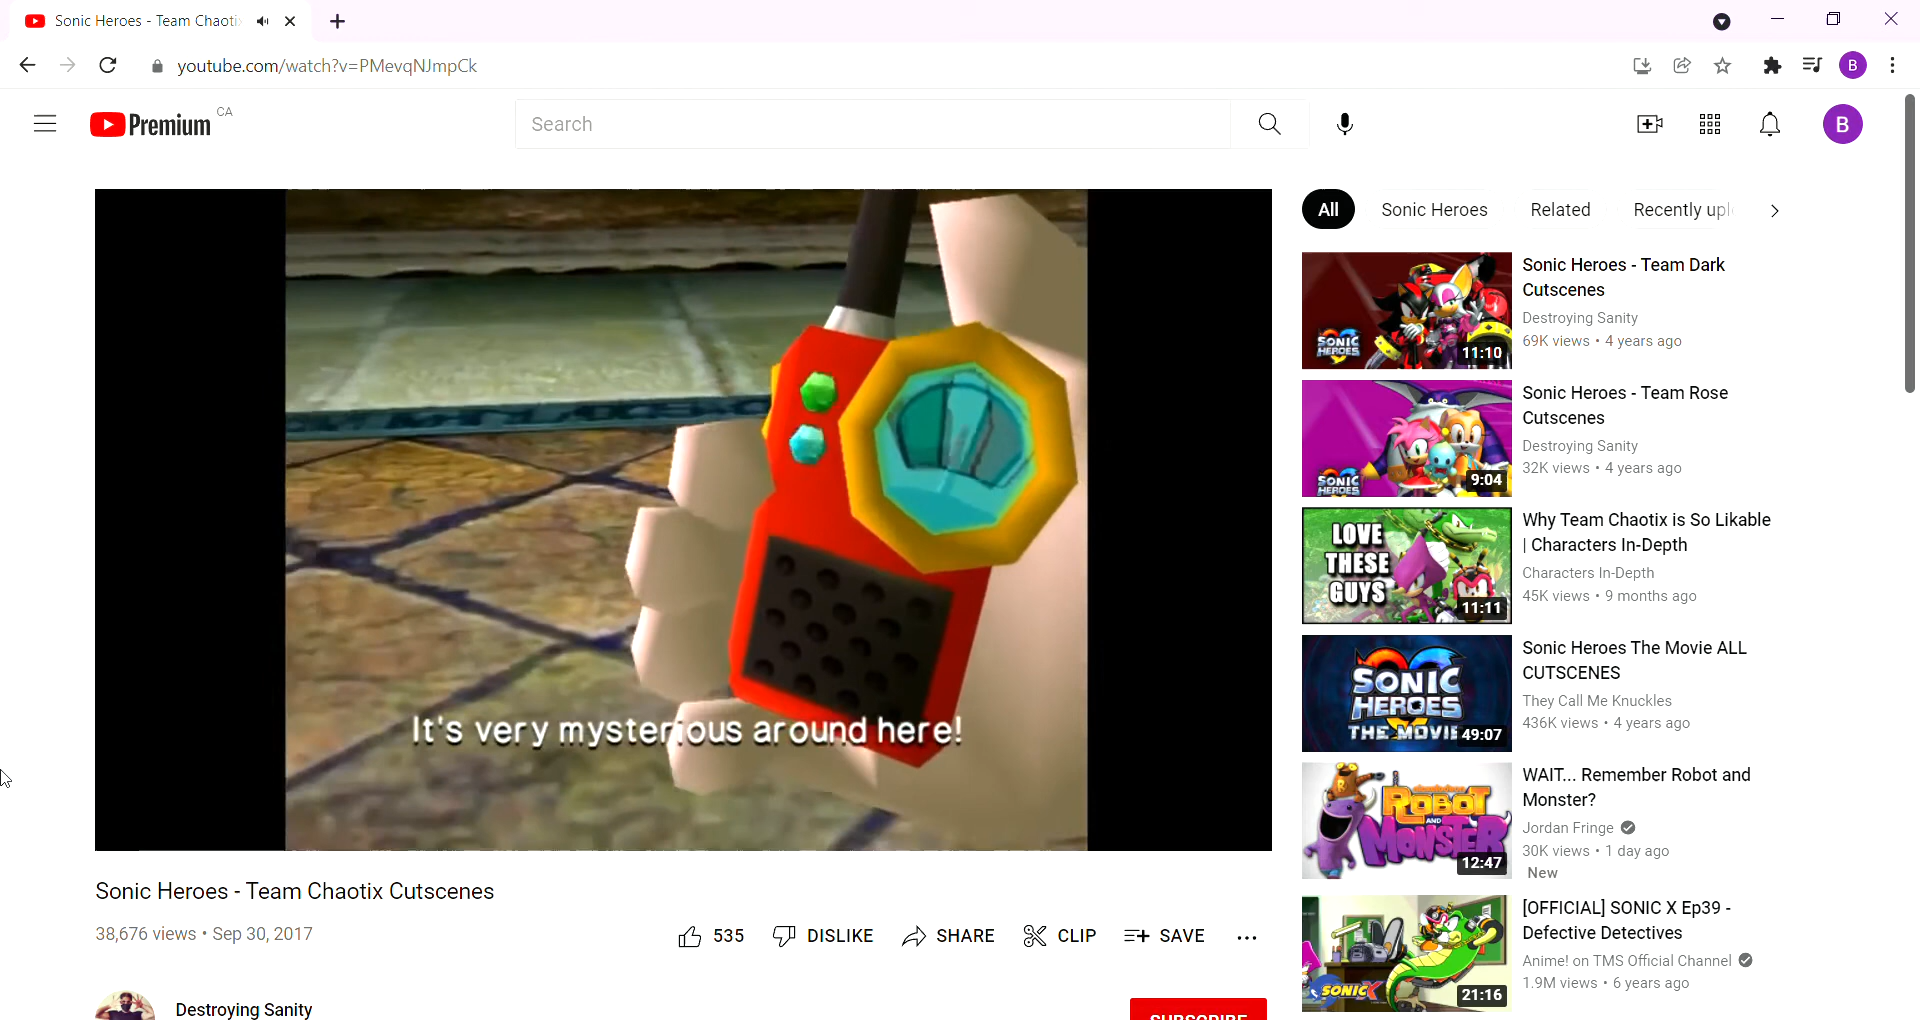 Sonic Heroes - Team Chaoti
youtube.com/watch?v=PMevqNJmpCk
B
Premium CA
Search
B
It's very mysterious around here!
Sonic Heroes - Team Chaotix Cutscenes
38,676 views • Sep 30, 2017
535 DISLIKE SHARE CLIP SAVE
Destroying Sanity
SUBSCRIBE
All Sonic Heroes Related Recently upl
SONIC HEROES
11:10
Sonic Heroes - Team Dark
Cutscenes
Destroying Sanity
69K views • 4 years ago
SONIC HEROES
9:04
Sonic Heroes - Team Rose
Cutscenes
Destroying Sanity
32K views • 4 years ago
LOVE
THESE
GUYS
11:11
Why Team Chaotix is So Likable
| Characters In-Depth
Characters In-Depth
45K views • 9 months ago
SONIC
HEROES
THE MOVIE
49:07
Sonic Heroes The Movie ALL
CUTSCENES
They Call Me Knuckles
436K views • 4 years ago
ROBOT
AND
MONSTER
12:47
WAIT... Remember Robot and
Monster?
Jordan Fringe
30K views • 1 day ago
New
SONIC X
21:16
[OFFICIAL] SONIC X Ep39 -
Defective Detectives
Anime! on TMS Official Channel
1.9M views • 6 years ago